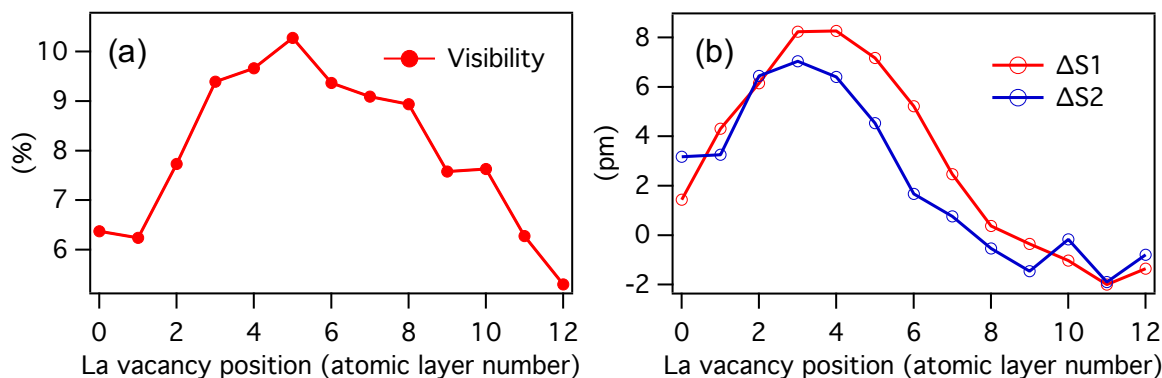 (a)
Visibility
10
9
8
7
6
(%)
0 2 4 6 8 10 12
La vacancy position (atomic layer number)
(b)
ΔS1
ΔS2
8
6
4
2
0
-2
(pm)
0 2 4 6 8 10 12
La vacancy position (atomic layer number)